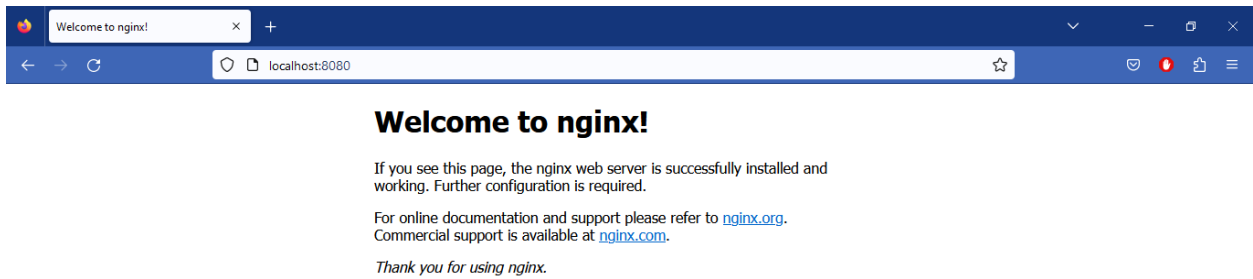 Welcome to nginx!
localhost:8080
Welcome to nginx!
If you see this page, the nginx web server is successfully installed and
working. Further configuration is required.
For online documentation and support please refer to nginx.org.
Commercial support is available at nginx.com.
Thank you for using nginx.